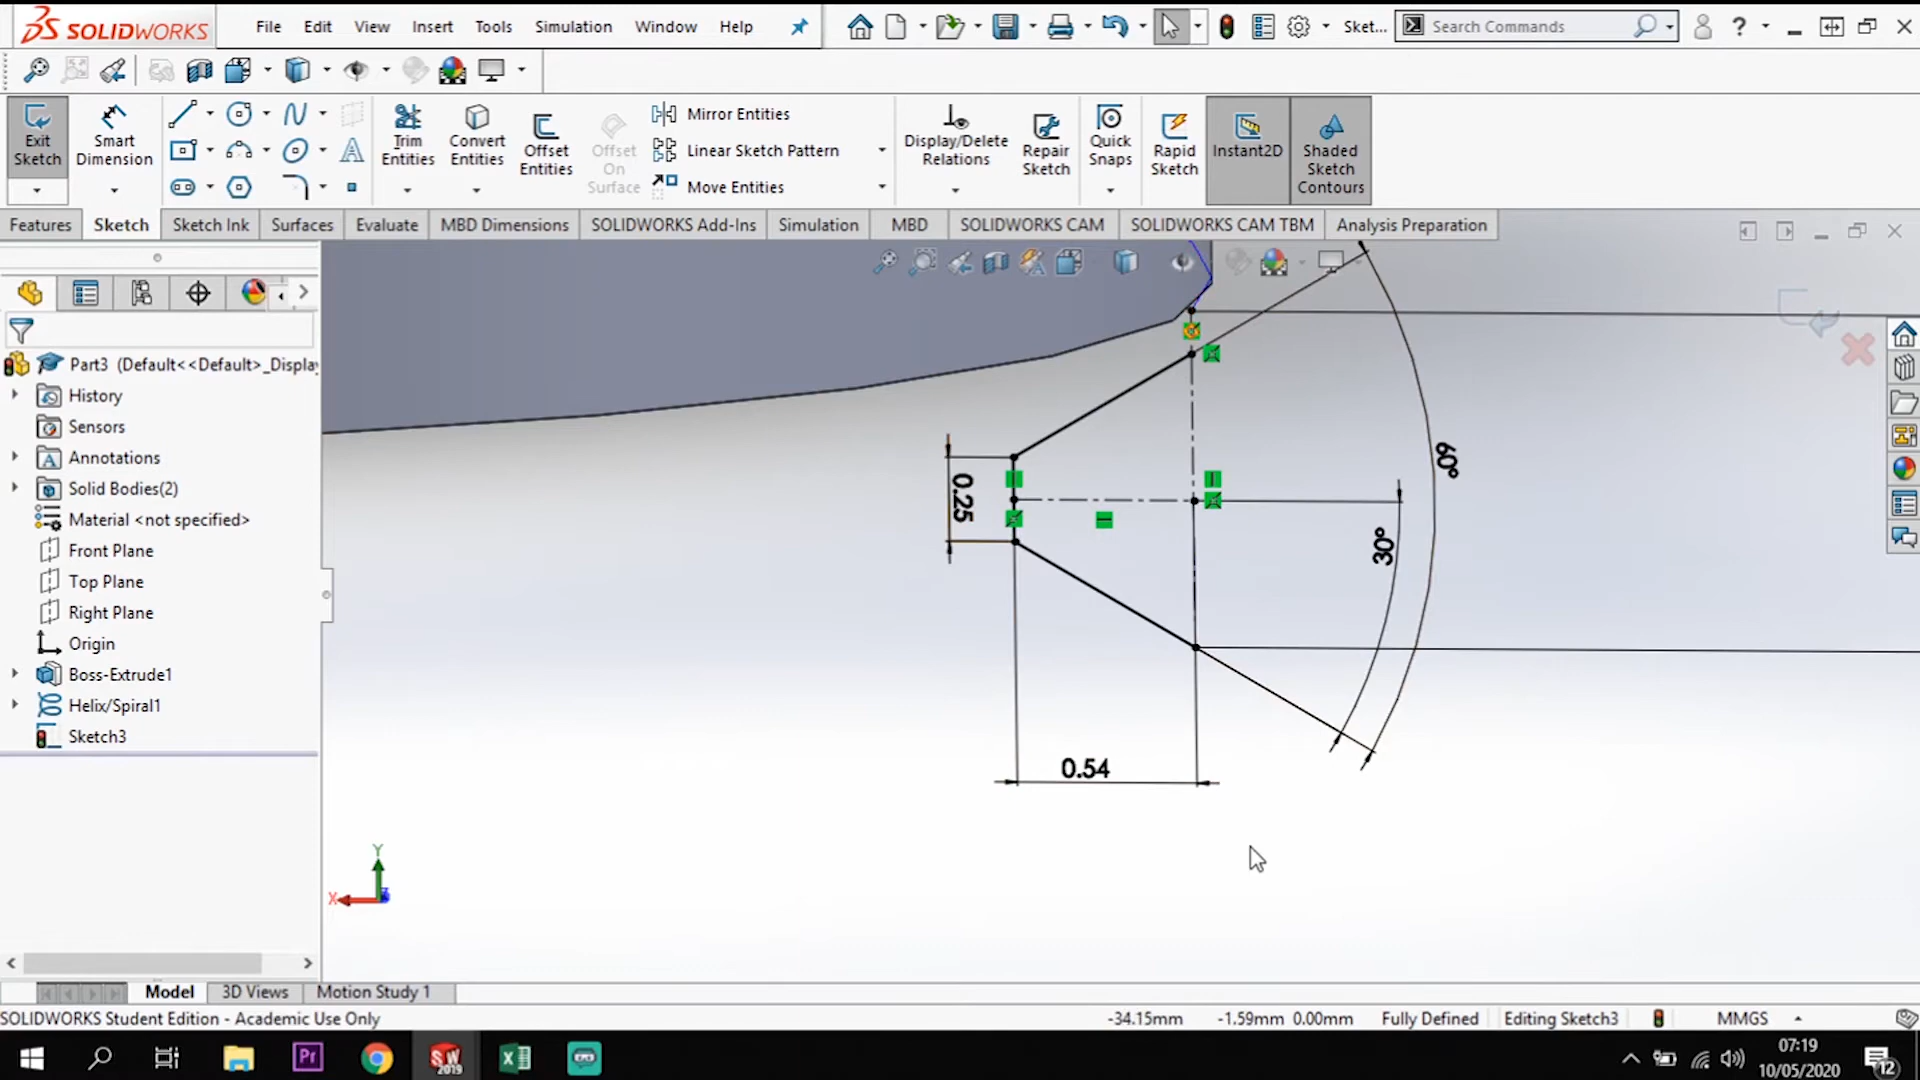 SOLIDWORKS File Edit View Insert Tools Simulation Window Help Sket... Search Commands ?
Exit Sketch Smart Dimension Trim Entities Convert Entities Offset Entities Offset On Surface Mirror Entities Linear Sketch Pattern Move Entities Display/Delete Relations Repair Sketch Quick Snaps Rapid Sketch Instant2D Shaded Sketch Contours
Features Sketch Sketch Ink Surfaces Evaluate MBD Dimensions SOLIDWORKS Add-Ins Simulation MBD SOLIDWORKS CAM SOLIDWORKS CAM TBM Analysis Preparation
Part3 (Default<<Default>_Displa
History
Sensors
Annotations
Solid Bodies(2)
Material <not specified>
Front Plane
Top Plane
Right Plane
Origin
Boss-Extrude1
Helix/Spiral1
Sketch3
0.25
60°
30°
0.54
Y
X
Model 3D Views Motion Study 1
SOLIDWORKS Student Edition - Academic Use Only -34.15mm -1.59mm 0.00mm Fully Defined Editing Sketch3 MMGS
Pr SW 2019 07:19
10/05/2020 12